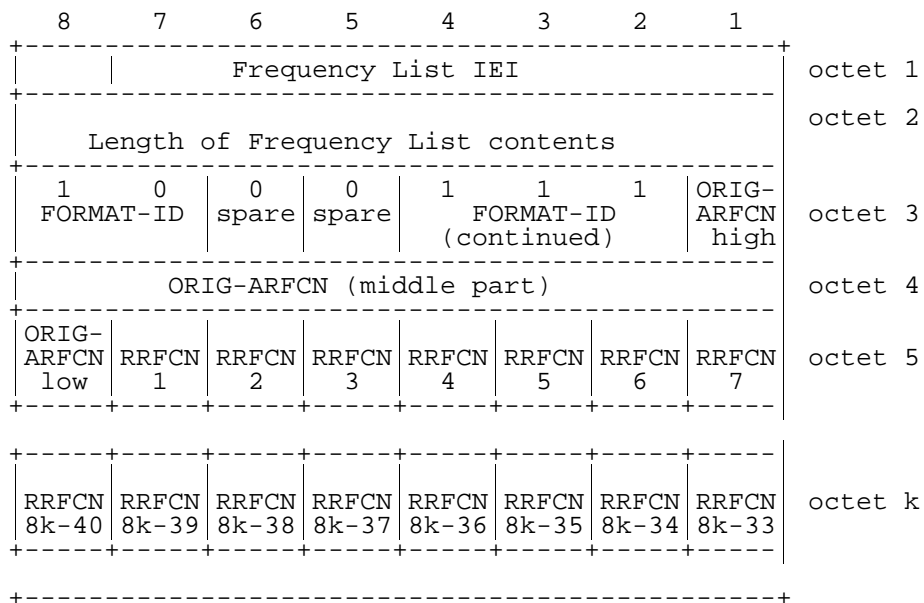 8 7 6 5 4 3 2 1
Frequency List IEI octet 1
octet 2
Length of Frequency List contents
1 0 0 0 1 1 1 ORIG-
FORMAT-ID spare spare FORMAT-ID ARFCN octet 3
(continued) high
ORIG-ARFCN (middle part) octet 4
ORIG-
ARFCN RRFCN RRFCN RRFCN RRFCN RRFCN RRFCN RRFCN octet 5
low 1 2 3 4 5 6 7
RRFCN RRFCN RRFCN RRFCN RRFCN RRFCN RRFCN RRFCN octet k
8k-40 8k-39 8k-38 8k-37 8k-36 8k-35 8k-34 8k-33